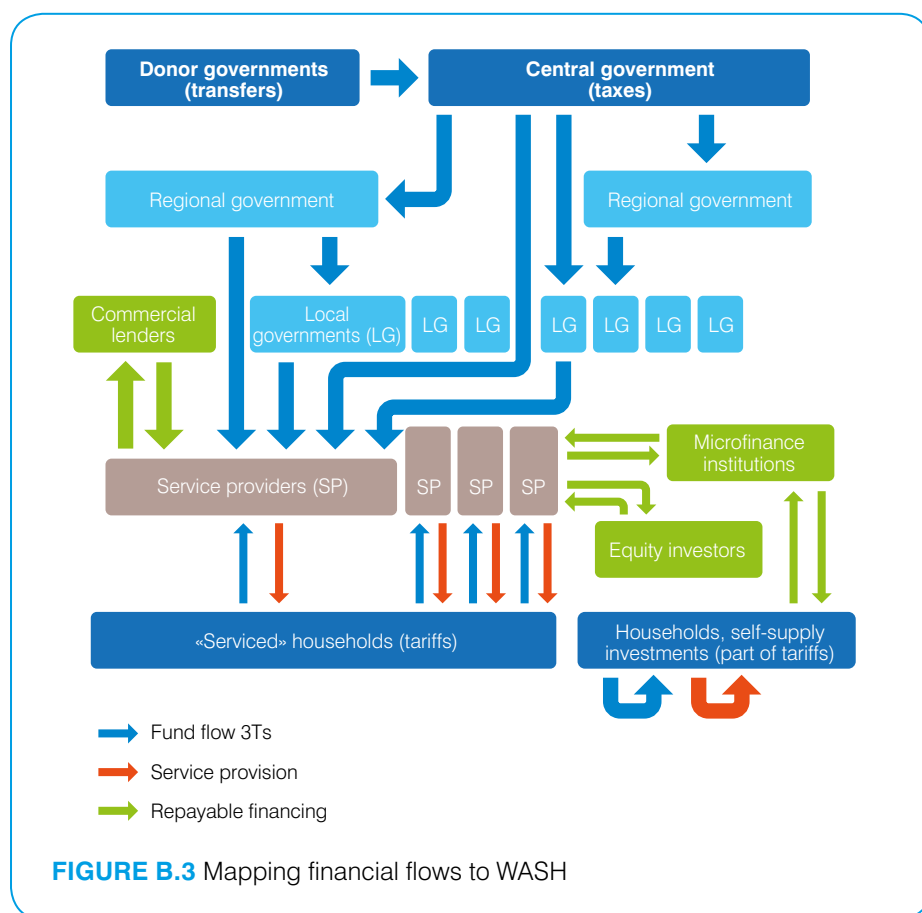 Donor governments
(transfers)
Central government
(taxes)
Regional government
Regional government
Commercial
lenders
Local
governments (LG)
LG
LG
LG
LG
LG
LG
Service providers (SP)
SP
SP
SP
Microfinance
institutions
Equity investors
«Serviced» households (tariffs)
Households, self-supply
investments (part of tariffs)
Fund flow 3Ts
Service provision
Repayable financing
FIGURE B.3 Mapping financial flows to WASH